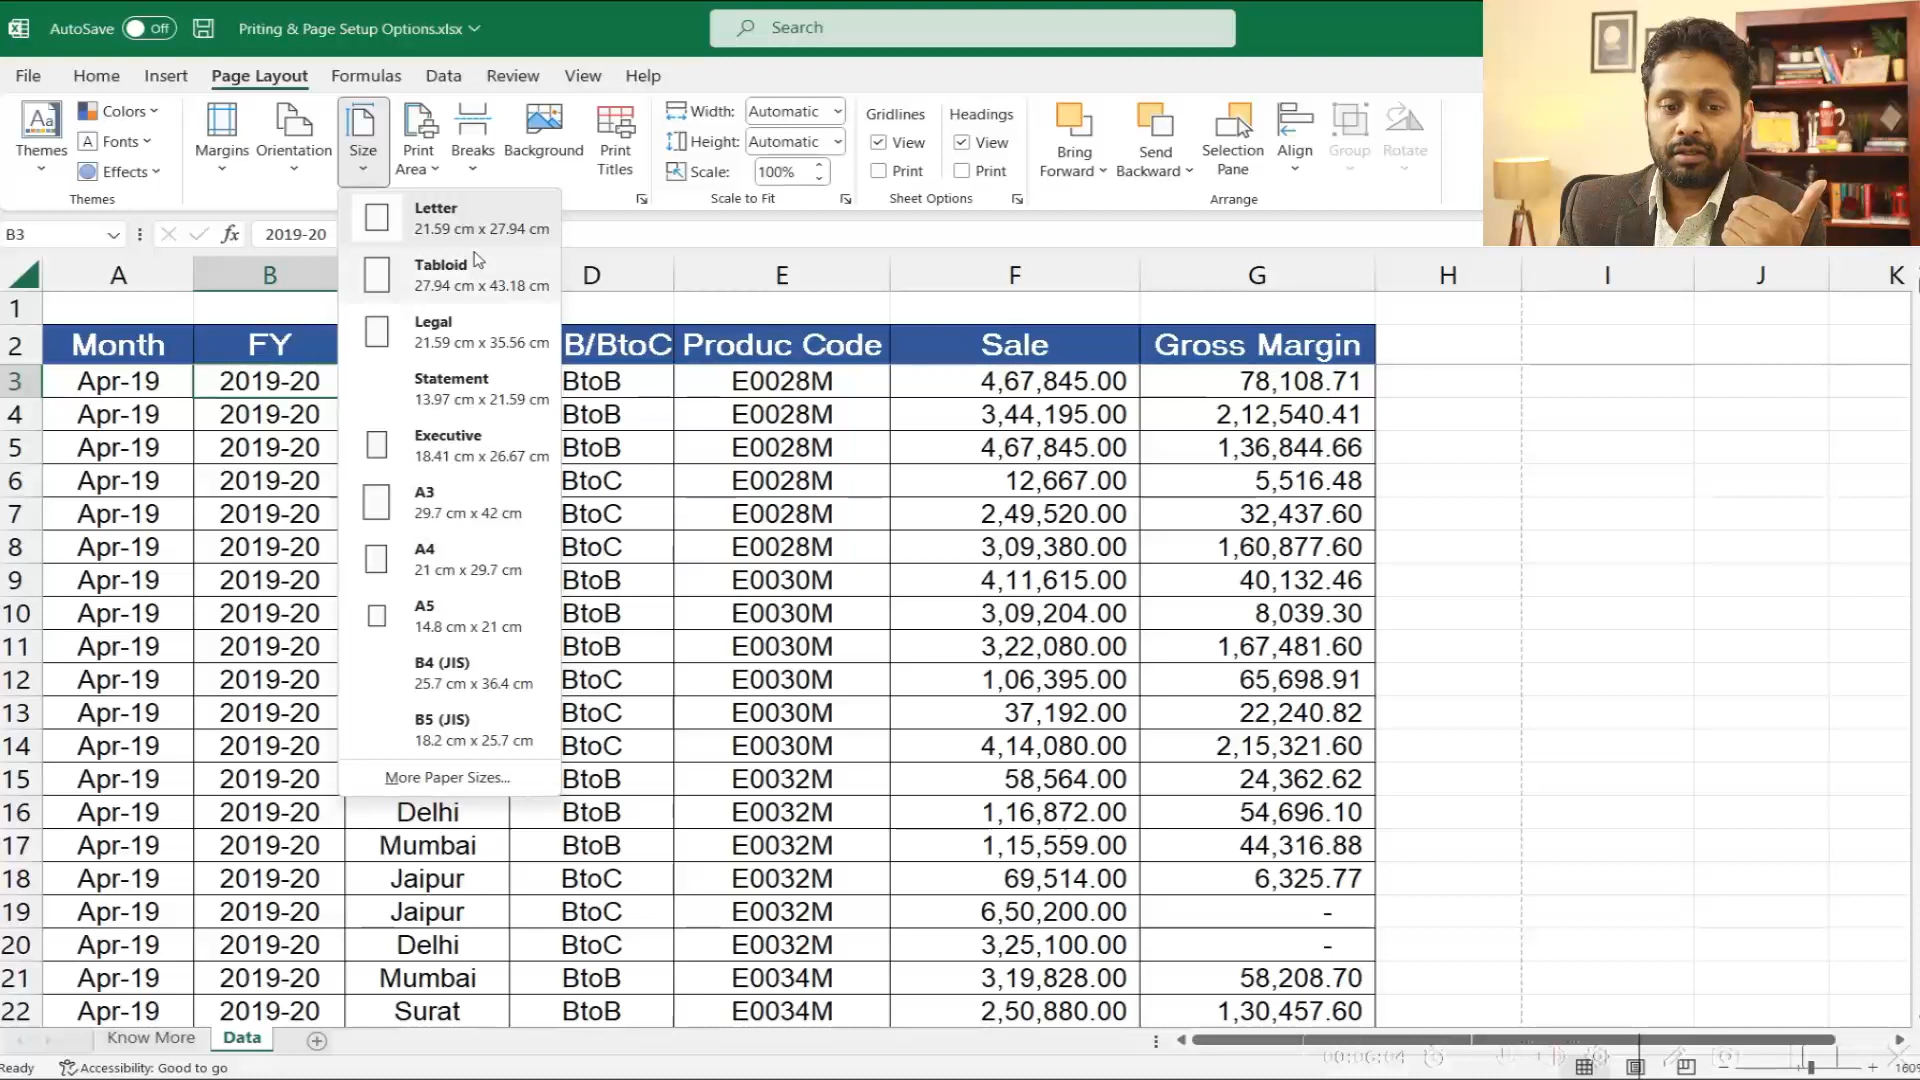 AutoSave Off Priting & Page Setup Options.xlsx Search
File Home Insert Page Layout Formulas Data Review View Help
Themes Colors Fonts Effects Margins Orientation Size Print Area Breaks Background Print Titles
Width: Automatic Height: Automatic Scale: 100%
Gridlines View Print Headings View Print
Bring Forward Send Backward Selection Pane Align Group Rotate
Themes Scale to Fit Sheet Options Arrange
B3 fx 2019-20
Letter
21.59 cm x 27.94 cm
Tabloid
27.94 cm x 43.18 cm
Legal
21.59 cm x 35.56 cm
Statement
13.97 cm x 21.59 cm
Executive
18.41 cm x 26.67 cm
A3
29.7 cm x 42 cm
A4
21 cm x 29.7 cm
A5
14.8 cm x 21 cm
B4 (JIS)
25.7 cm x 36.4 cm
B5 (JIS)
18.2 cm x 25.7 cm
More Paper Sizes...
A B D E F G H I J K
1
2 Month FY B/BtoC Produc Code Sale Gross Margin
3 Apr-19 2019-20 BtoB E0028M 4,67,845.00 78,108.71
4 Apr-19 2019-20 BtoB E0028M 3,44,195.00 2,12,540.41
5 Apr-19 2019-20 BtoB E0028M 4,67,845.00 1,36,844.66
6 Apr-19 2019-20 BtoC E0028M 12,667.00 5,516.48
7 Apr-19 2019-20 BtoC E0028M 2,49,520.00 32,437.60
8 Apr-19 2019-20 BtoC E0028M 3,09,380.00 1,60,877.60
9 Apr-19 2019-20 BtoB E0030M 4,11,615.00 40,132.46
10 Apr-19 2019-20 BtoB E0030M 3,09,204.00 8,039.30
11 Apr-19 2019-20 BtoB E0030M 3,22,080.00 1,67,481.60
12 Apr-19 2019-20 BtoC E0030M 1,06,395.00 65,698.91
13 Apr-19 2019-20 BtoC E0030M 37,192.00 22,240.82
14 Apr-19 2019-20 BtoC E0030M 4,14,080.00 2,15,321.60
15 Apr-19 2019-20 BtoB E0032M 58,564.00 24,362.62
16 Apr-19 2019-20 Delhi BtoB E0032M 1,16,872.00 54,696.10
17 Apr-19 2019-20 Mumbai BtoB E0032M 1,15,559.00 44,316.88
18 Apr-19 2019-20 Jaipur BtoC E0032M 69,514.00 6,325.77
19 Apr-19 2019-20 Jaipur BtoC E0032M 6,50,200.00 -
20 Apr-19 2019-20 Delhi BtoC E0032M 3,25,100.00 -
21 Apr-19 2019-20 Mumbai BtoB E0034M 3,19,828.00 58,208.70
22 Apr-19 2019-20 Surat BtoB E0034M 2,50,880.00 1,30,457.60
Know More Data
Ready Accessibility: Good to go 00:06:04 160%